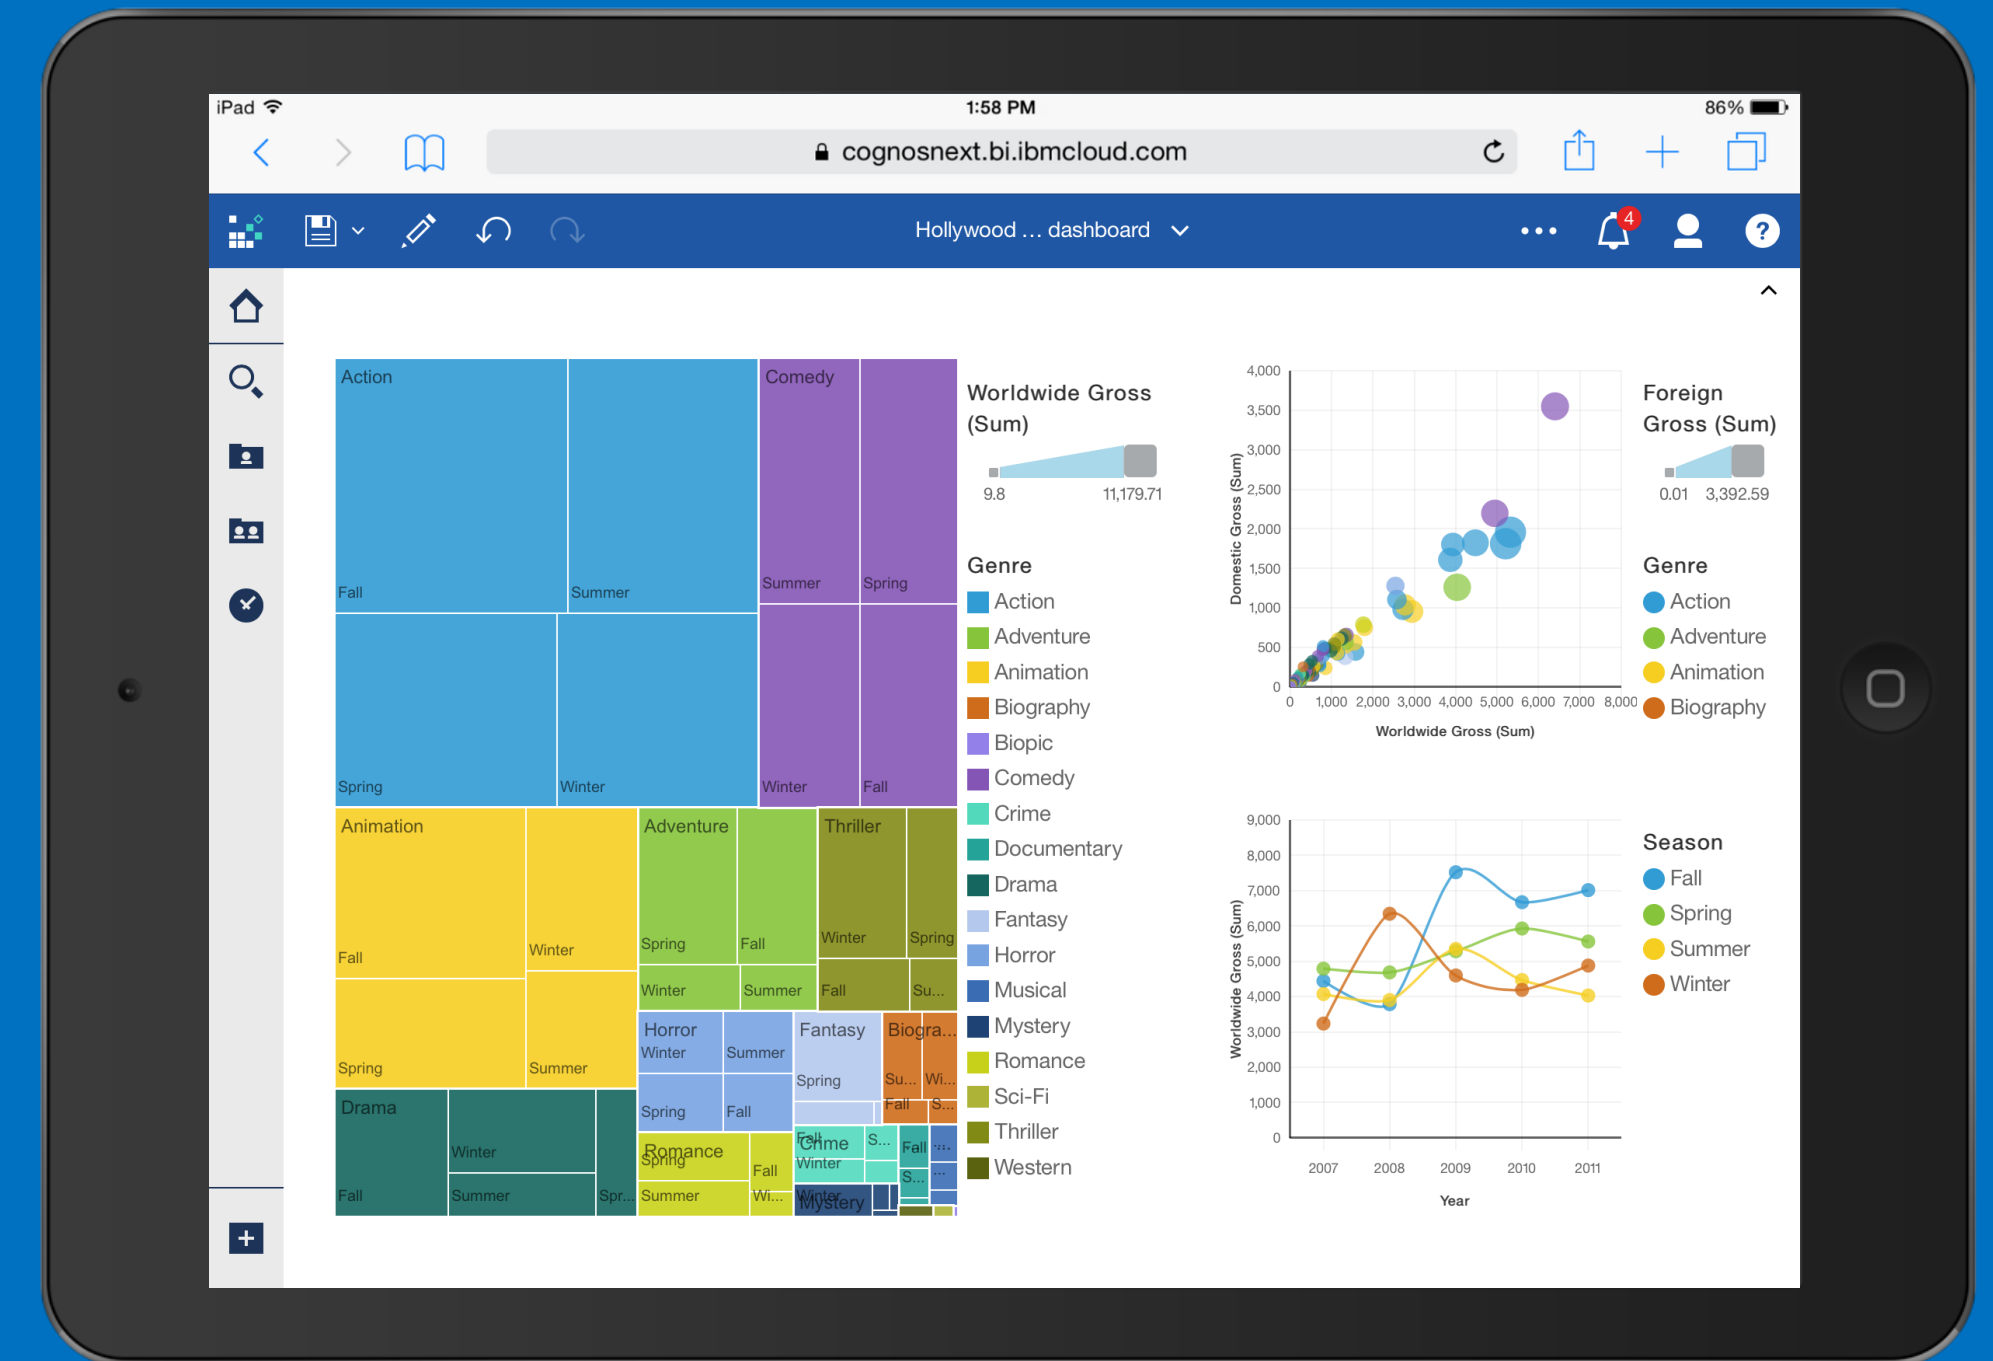 iPad
1:58 PM
86%
cognosnext.bi.ibmcloud.com
Hollywood ... dashboard
4
?
Action
Fall
Summer
Spring
Winter
Comedy
Summer
Spring
Winter
Fall
Animation
Fall
Winter
Spring
Summer
Adventure
Spring
Fall
Winter
Summer
Thriller
Winter
Spring
Fall
Su...
Drama
Fall
Winter
Summer
Spr...
Horror
Winter
Summer
Spring
Fall
Romance
Spring
Fall
Summer
Wi...
Fantasy
Spring
Fall
Biogra...
Su...
Wi...
Fall
S...
Crime
S...
Winter
Fall
...
S...
...
Winter
Mystery
Worldwide Gross
(Sum)
9.8
11,179.71
Genre
Action
Adventure
Animation
Biography
Biopic
Comedy
Crime
Documentary
Drama
Fantasy
Horror
Musical
Mystery
Romance
Sci-Fi
Thriller
Western
Domestic Gross (Sum)
4,000
3,500
3,000
2,500
2,000
1,500
1,000
500
0
0 1,000 2,000 3,000 4,000 5,000 6,000 7,000 8,000
Worldwide Gross (Sum)
Foreign
Gross (Sum)
0.01
3,392.59
Genre
Action
Adventure
Animation
Biography
Worldwide Gross (Sum)
9,000
8,000
7,000
6,000
5,000
4,000
3,000
2,000
1,000
0
2007 2008 2009 2010 2011
Year
Season
Fall
Spring
Summer
Winter